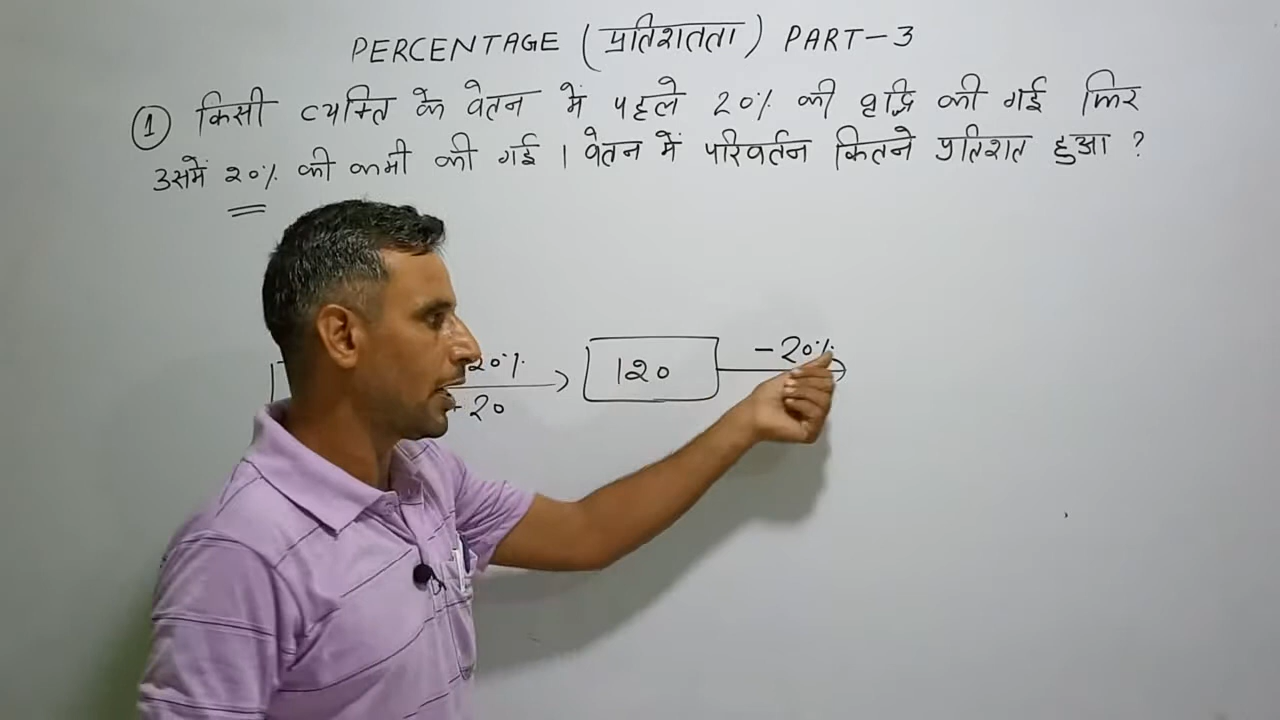 PERCENTAGE (प्रतिशतता) PART-3
① किसी व्यक्ति के वेतन में पहले 20% की वृद्धि की गई फिर
उसमें 20% की कमी की गई । वेतन में परिवर्तन कितने प्रतिशत हुआ ?
20% 120 -20%
+20